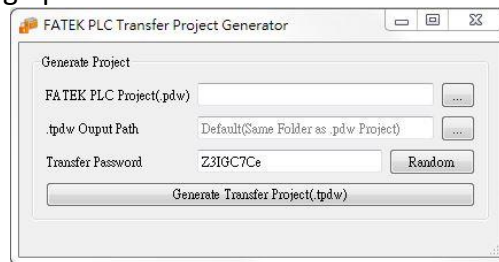 FATEK PLC Transfer Project Generator
Generate Project
FATEK PLC Project(.pdw)
...
.tpdw Ouput Path
Default(Same Folder as .pdw Project)
...
Transfer Password
Z3IGC7Ce
Random
Generate Transfer Project(.tpdw)